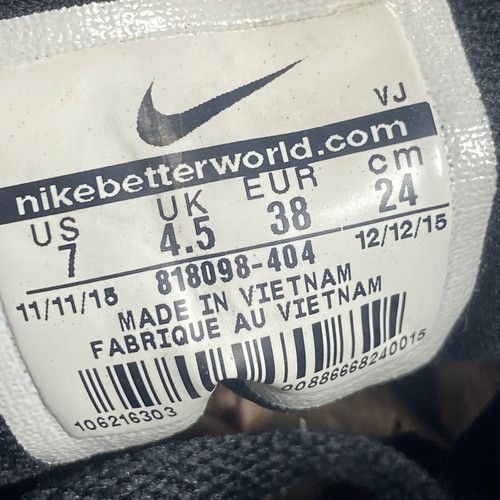 VJ
nikebetterworld.com
US UK EUR cm
7 4.5 38 24
818098-404
11/11/15 12/12/15
MADE IN VIETNAM
FABRIQUE AU VIETNAM
106216303 00886668240015